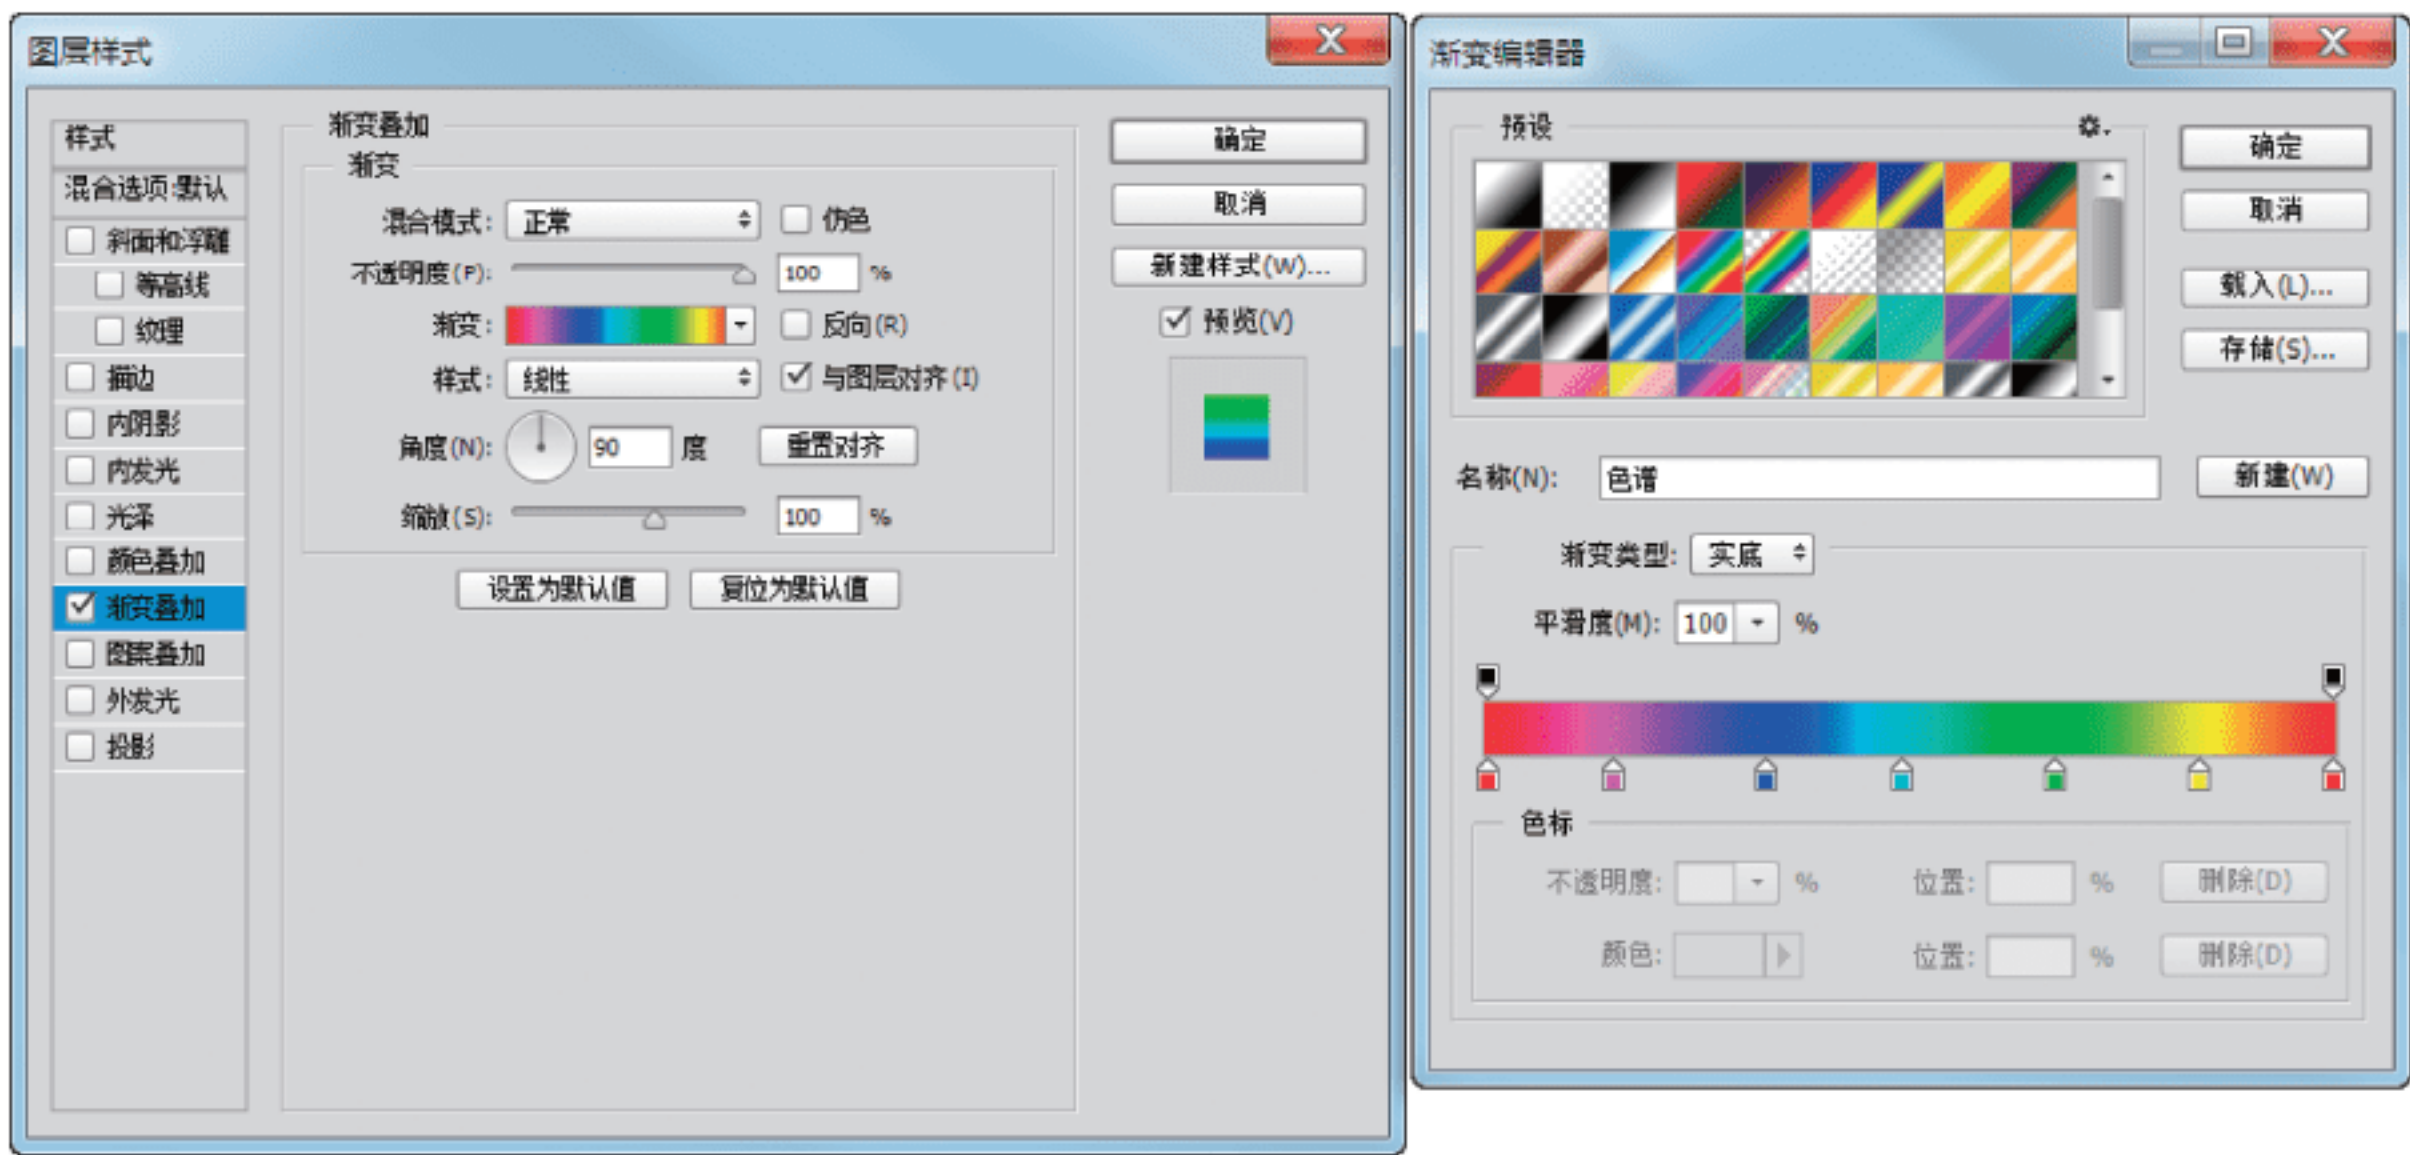 图层样式
样式
混合选项:默认
斜面和浮雕
等高线
纹理
描边
内阴影
内发光
光泽
颜色叠加
渐变叠加
图案叠加
外发光
投影
渐变叠加
渐变
混合模式: 正常 仿色
不透明度(P): 100 %
渐变: 反向(R)
样式: 线性 与图层对齐(I)
角度(N): 90 度 重置对齐
缩放(S): 100 %
设置为默认值 复位为默认值
确定
取消
新建样式(W)...
预览(V)
渐变编辑器
预设
确定
取消
载入(L)...
存储(S)...
名称(N): 色谱 新建(W)
渐变类型: 实底
平滑度(M): 100 %
色标
不透明度: % 位置: % 删除(D)
颜色: 位置: % 删除(D)